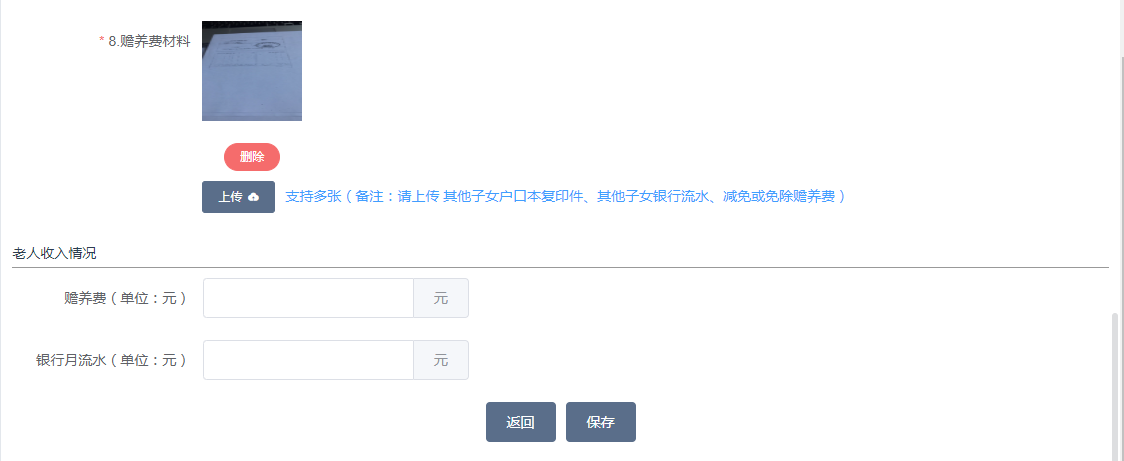 * 8.赡养费材料
删除
上传 支持多张（备注：请上传 其他子女户口本复印件、其他子女银行流水、减免或免除赡养费）
老人收入情况
赡养费（单位：元） 元
银行月流水（单位：元） 元
返回 保存